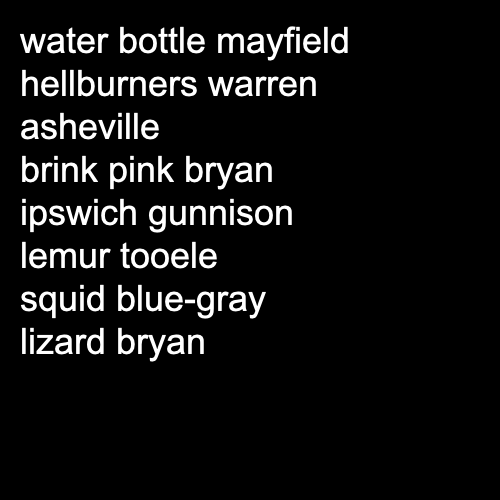 water bottle mayfield
hellburners warren
asheville
brink pink bryan
ipswich gunnison
lemur tooele
squid blue-gray
lizard bryan